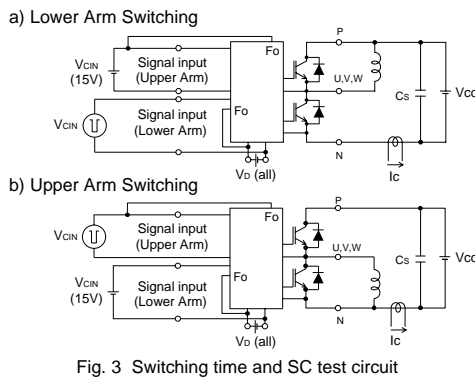 a) Lower Arm Switching
P
Fo
VCIN
(15V)
Signal input
(Upper Arm)
U,V,W
CS
VCC
Signal input
(Lower Arm)
VCIN
Fo
N
VD (all)
Ic
b) Upper Arm Switching
P
Fo
VCIN
Signal input
(Upper Arm)
U,V,W
CS
VCC
VCIN
(15V)
Signal input
(Lower Arm)
Fo
N
VD (all)
Ic
Fig. 3 Switching time and SC test circuit